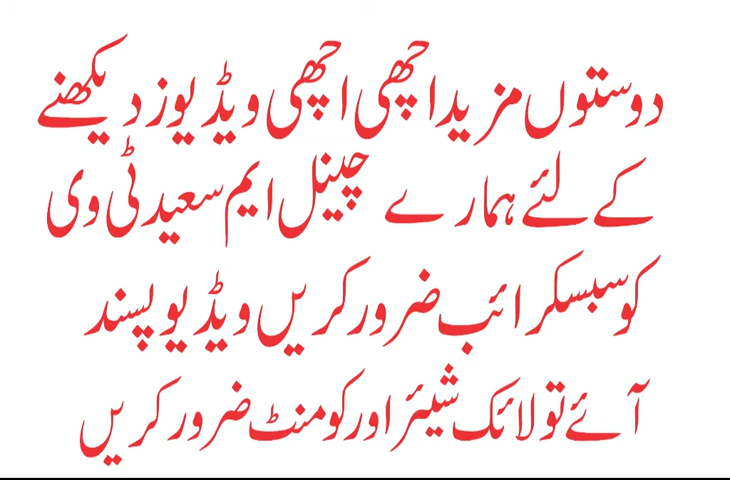 دوستوں مزید اچھی اچھی ویڈیوز دیکھنے
کے لئے ہمارے چینل ایم سعید ٹی وی
کو سبسکرائب ضرور کریں ویڈیو پسند
آئے تو لائک شیئر اور کومنٹ ضرور کریں